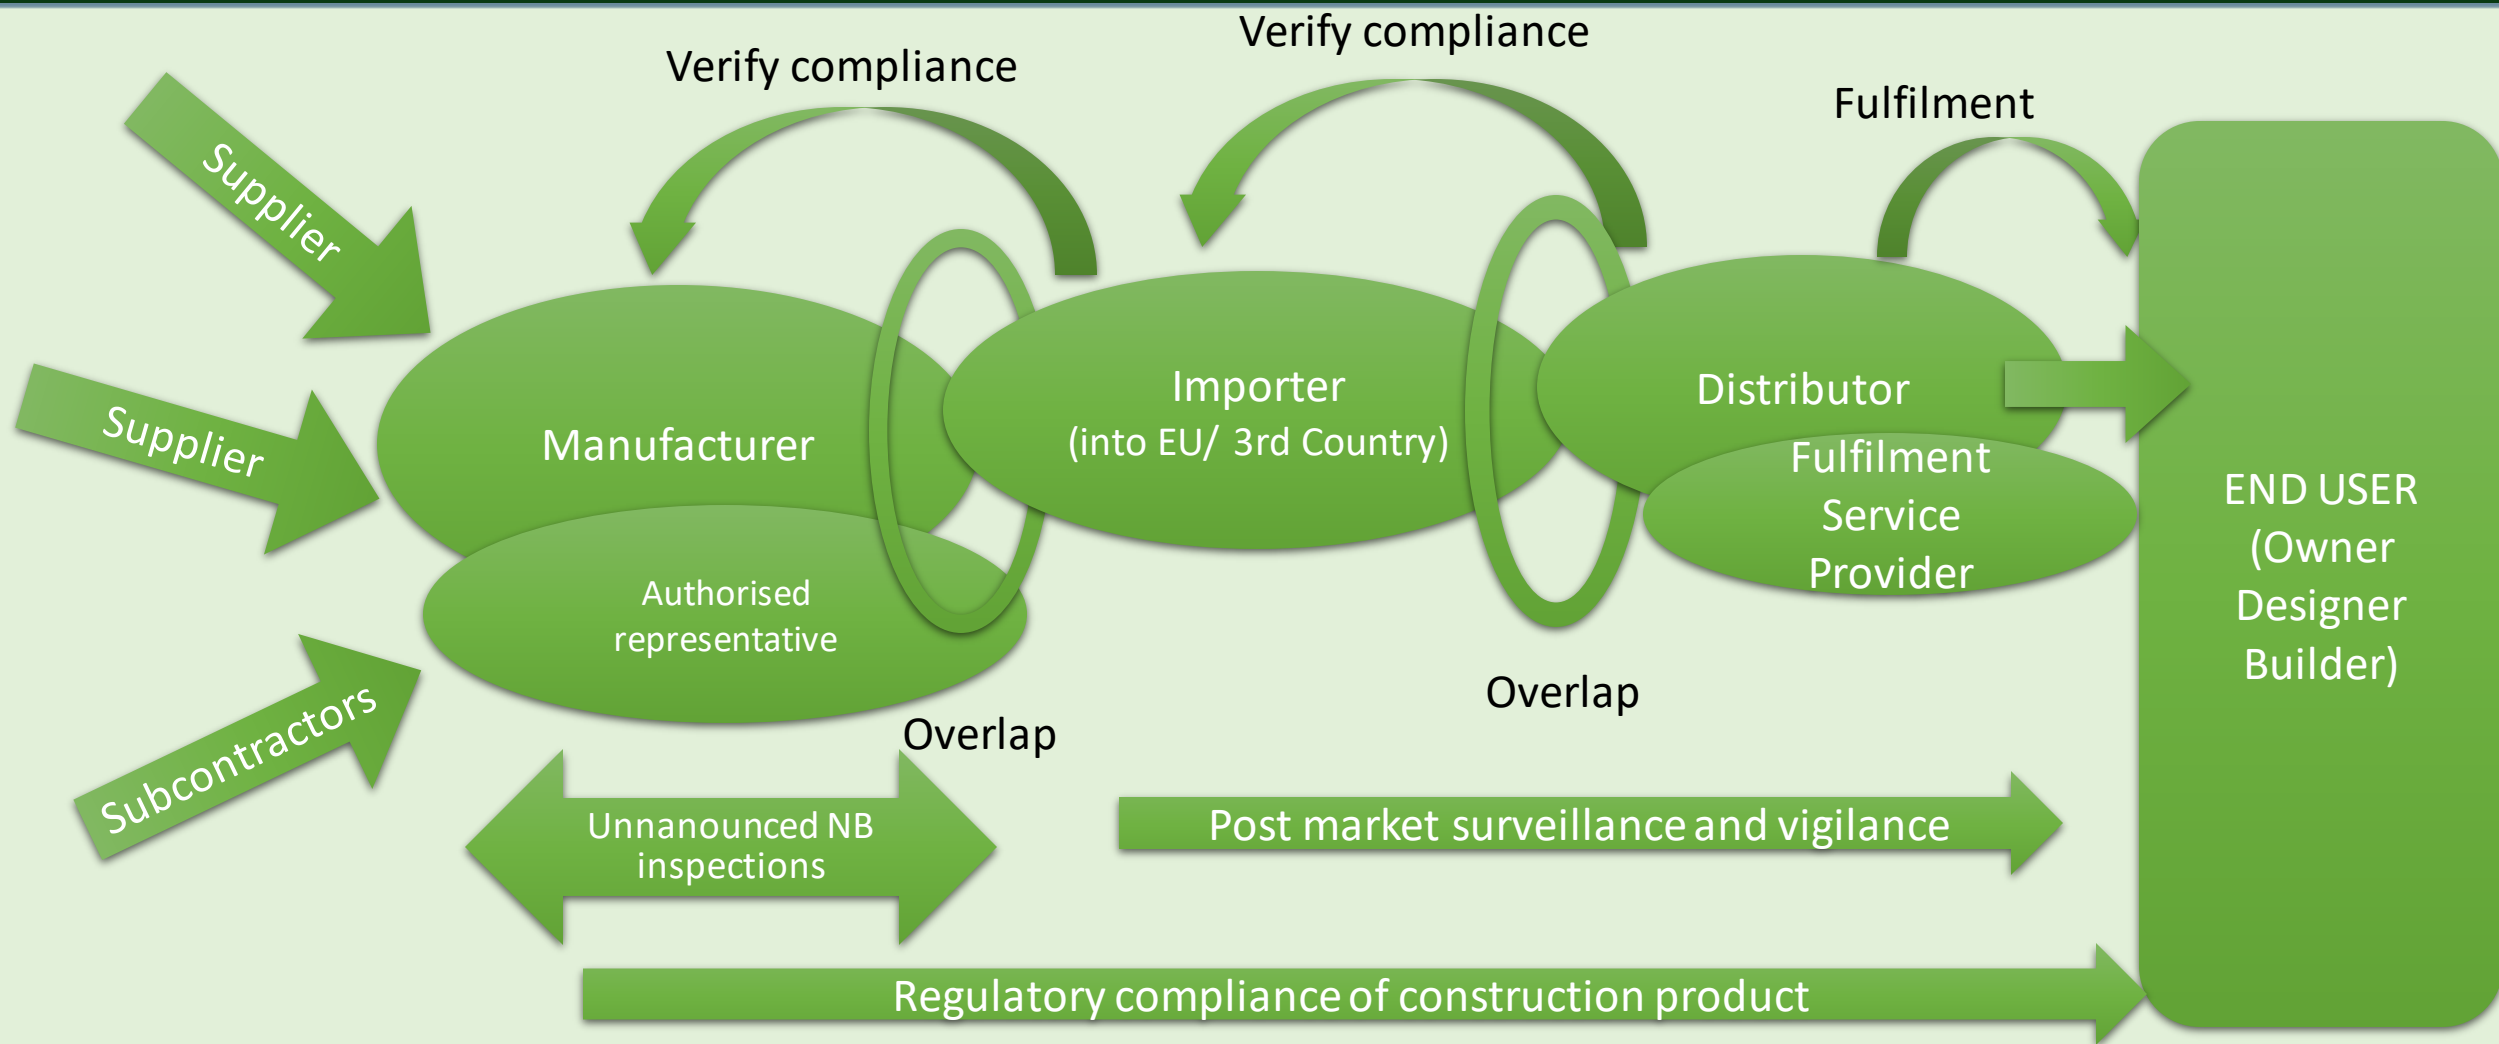 Verify compliance
Verify compliance
Fulfilment
Supplier
Supplier
Subcontractors
Manufacturer
Authorised
representative
Importer
(into EU/ 3rd Country)
Distributor
Fulfilment
Service
Provider
END USER
(Owner
Designer
Builder)
Overlap
Overlap
Unnanounced NB
inspections
Post market surveillance and vigilance
Regulatory compliance of construction product